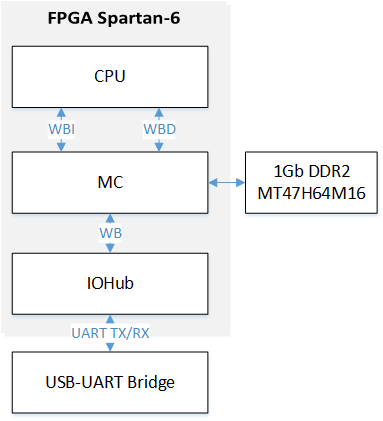 FPGA Spartan-6
CPU
WBI
WBD
MC
1Gb DDR2
MT47H64M16
WB
IOHub
UART TX/RX
USB-UART Bridge